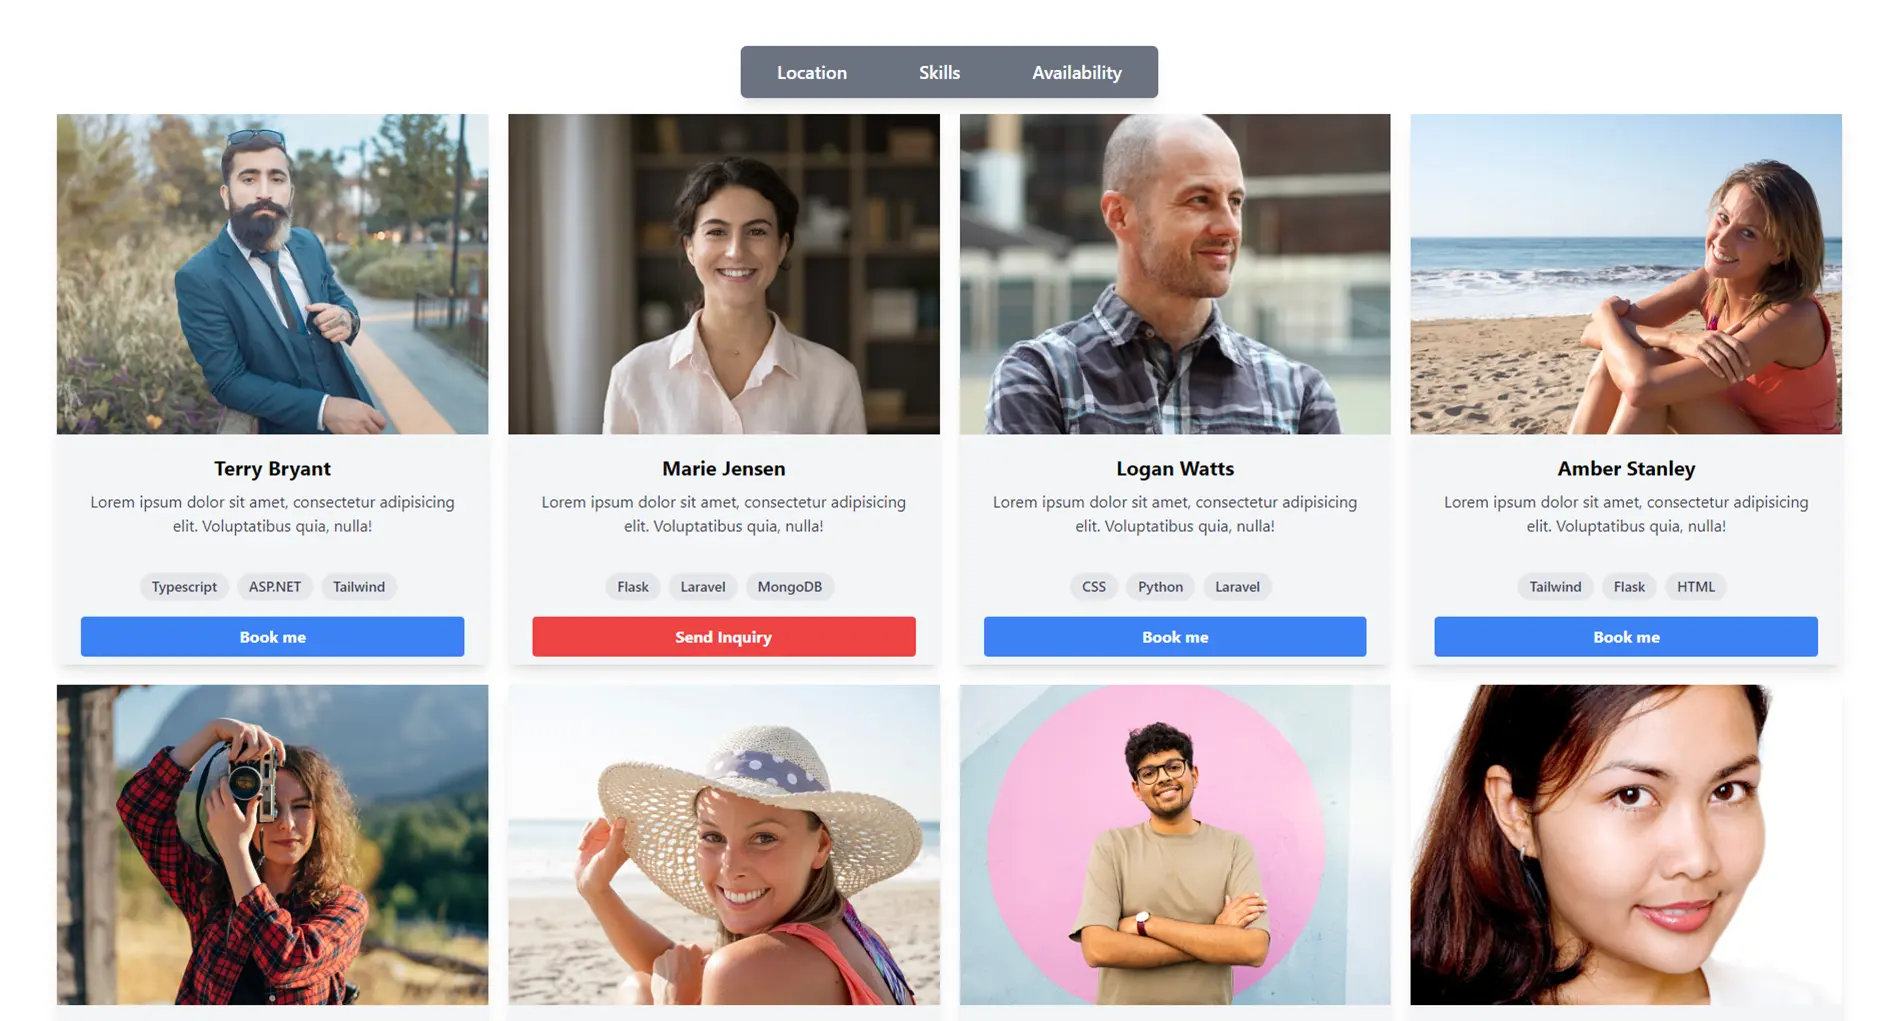 Location
Skills
Availability
Terry Bryant
Lorem ipsum dolor sit amet, consectetur adipisicing
elit. Voluptatibus quia, nulla!
Typescript
ASP.NET
Tailwind
Book me
Marie Jensen
Lorem ipsum dolor sit amet, consectetur adipisicing
elit. Voluptatibus quia, nulla!
Flask
Laravel
MongoDB
Send Inquiry
Logan Watts
Lorem ipsum dolor sit amet, consectetur adipisicing
elit. Voluptatibus quia, nulla!
CSS
Python
Laravel
Book me
Amber Stanley
Lorem ipsum dolor sit amet, consectetur adipisicing
elit. Voluptatibus quia, nulla!
Tailwind
Flask
HTML
Book me